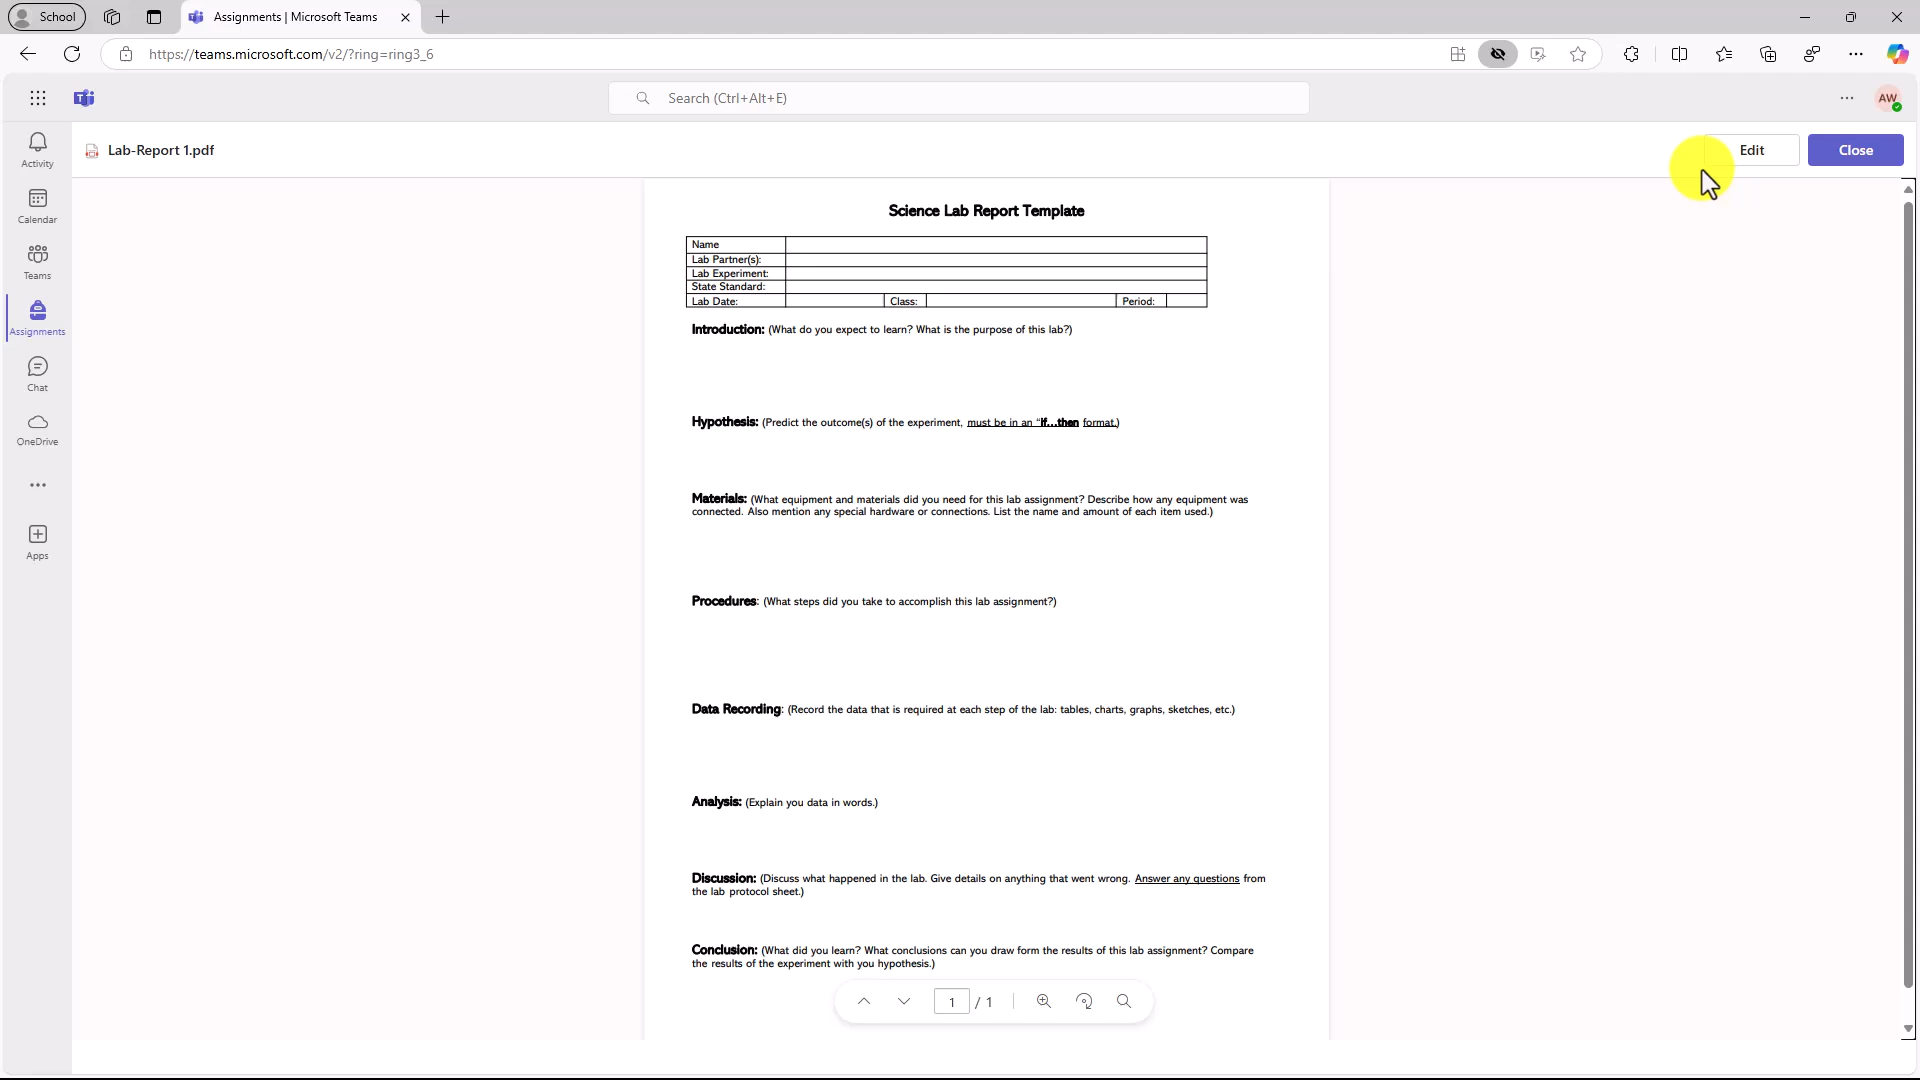 School
Assignments | Microsoft Teams
https://teams.microsoft.com/v2/?ring=ring3_6
Search (Ctrl+Alt+E)
AW
Activity
Calendar
Teams
Assignments
Chat
OneDrive
Apps
Lab-Report 1.pdf
Edit
Close
Science Lab Report Template
Name
Lab Partner(s):
Lab Experiment:
State Standard:
Lab Date: Class: Period:
Introduction: (What do you expect to learn? What is the purpose of this lab?)
Hypothesis: (Predict the outcome(s) of the experiment, must be in an "If...then format.)
Materials: (What equipment and materials did you need for this lab assignment? Describe how any equipment was
connected. Also mention any special hardware or connections. List the name and amount of each item used.)
Procedures: (What steps did you take to accomplish this lab assignment?)
Data Recording: (Record the data that is required at each step of the lab: tables, charts, graphs, sketches, etc.)
Analysis: (Explain you data in words.)
Discussion: (Discuss what happened in the lab. Give details on anything that went wrong. Answer any questions from
the lab protocol sheet.)
Conclusion: (What did you learn? What conclusions can you draw form the results of this lab assignment? Compare
the results of the experiment with you hypothesis.)
1 / 1